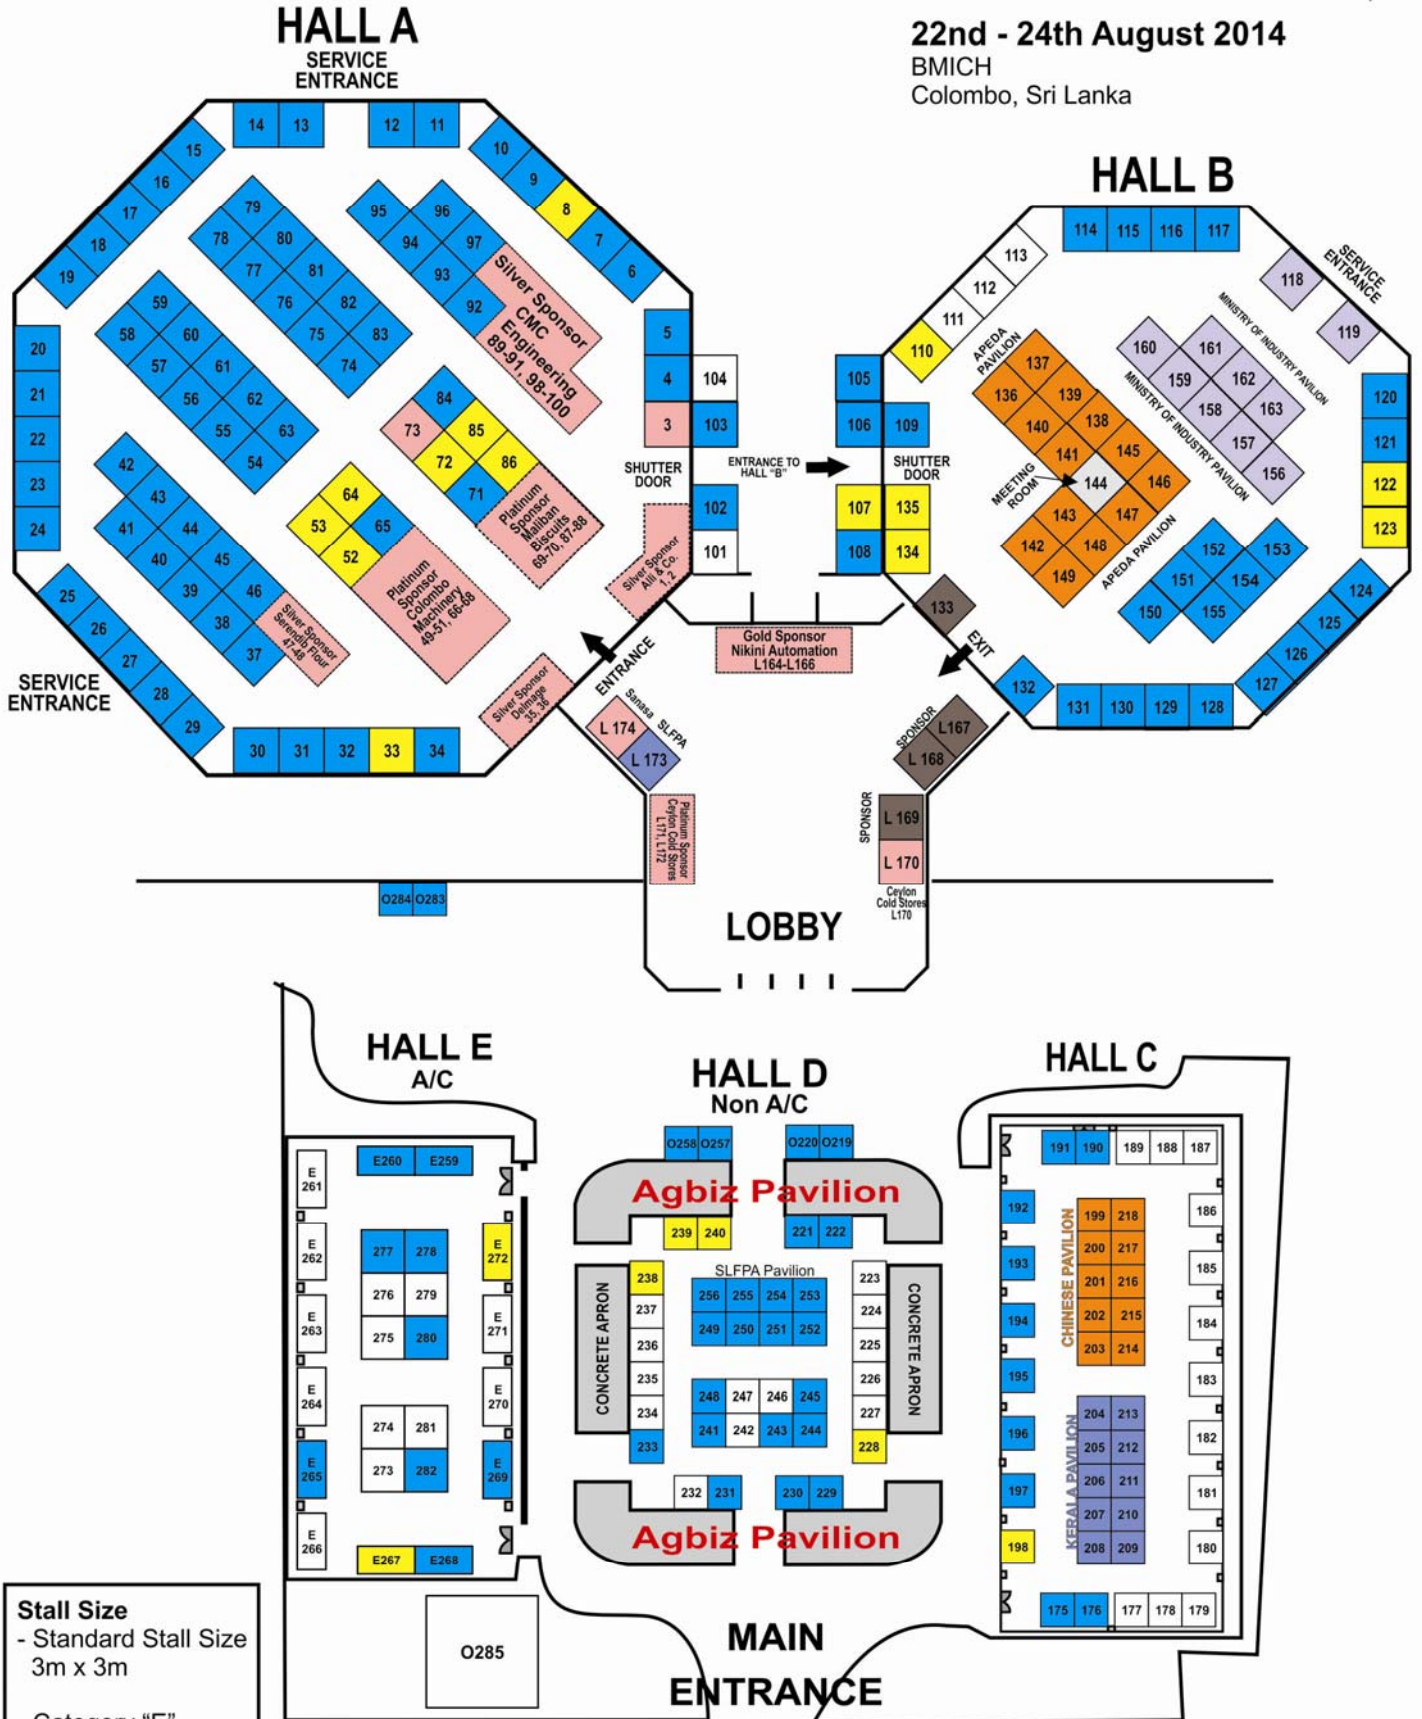 HALL A
SERVICE
ENTRANCE
22nd - 24th August 2014
BMICH
Colombo, Sri Lanka
14 13 12 11
15 16 17 18 19
10 9 8 7 6
79 78 80 77 81 76 82 75 83 74
95 96 94 97 93 92
Silver Sponsor
CMC
Engineering
89-91, 98-100
59 58 60 57 61 56 62 55 63 54
20
21
22
23
24
84
73 85
72 86
71
Platinum
Sponsor
Maliban
Biscuits
69-70, 87-88
42 43 41 44 40 45 39 46 38 37
Silver Sponsor
Serendib Flour
47-48
64
53 65
52
Platinum
Sponsor
Colombo
Machinery
49-51, 66-68
5
4 104
3 103
SHUTTER
DOOR
102
101
Silver Sponsor
Alli & Co.
1, 2
25
26
27
28
29
SERVICE
ENTRANCE
30 31 32 33 34
Silver Sponsor
Delmage
35, 36
ENTRANCE
ENTRANCE TO
HALL "B"
HALL B
114 115 116 117
113
112
111
110
118
119
SERVICE
ENTRANCE
105
106 109
SHUTTER
DOOR
107 135
108 134
APEDA
PAVILION
137 136 139 140 138 141 145 144 146 143 147 142 148 149
MEETING
ROOM
APEDA PAVILION
MINISTRY OF INDUSTRY PAVILION
160 161 159 162 158 163 157 156
MINISTRY OF INDUSTRY PAVILION
120
121
122
123
152 153 151 154 150 155
124
125
126
127
133
EXIT
132
131 130 129 128
Gold Sponsor
Nikini Automation
L164-L166
Sanasa
SLFPA
L 174
L 173
SPONSOR
L167
L 168
Platinum Sponsor
Ceylon Cold Stores
L171, L172
SPONSOR
L 169
L 170
Ceylon
Cold Stores
L170
O284 O283
LOBBY
HALL E
A/C
E260 E259
E
261
E
262
E
263
E
264
E
265
E
266
277 278
276 279
275 280
274 281
273 282
E
272
E
271
E
270
E
269
E267 E268
HALL D
Non A/C
O258 O257 O220 O219
Agbiz Pavilion
239 240 221 222
SLFPA Pavilion
CONCRETE APRON
238
237
236
235
234
233
256 255 254 253
249 250 251 252
248 247 246 245
241 242 243 244
223
224
225
226
227
228
CONCRETE APRON
232 231 230 229
Agbiz Pavilion
HALL C
191 190 189 188 187
192
193
194
195
196
197
198
CHINESE PAVILION
199 218
200 217
201 216
202 215
203 214
KERALA PAVILION
204 213
205 212
206 211
207 210
208 209
186
185
184
183
182
181
180
175 176 177 178 179
Stall Size
- Standard Stall Size
3m x 3m
O285
MAIN
ENTRANCE